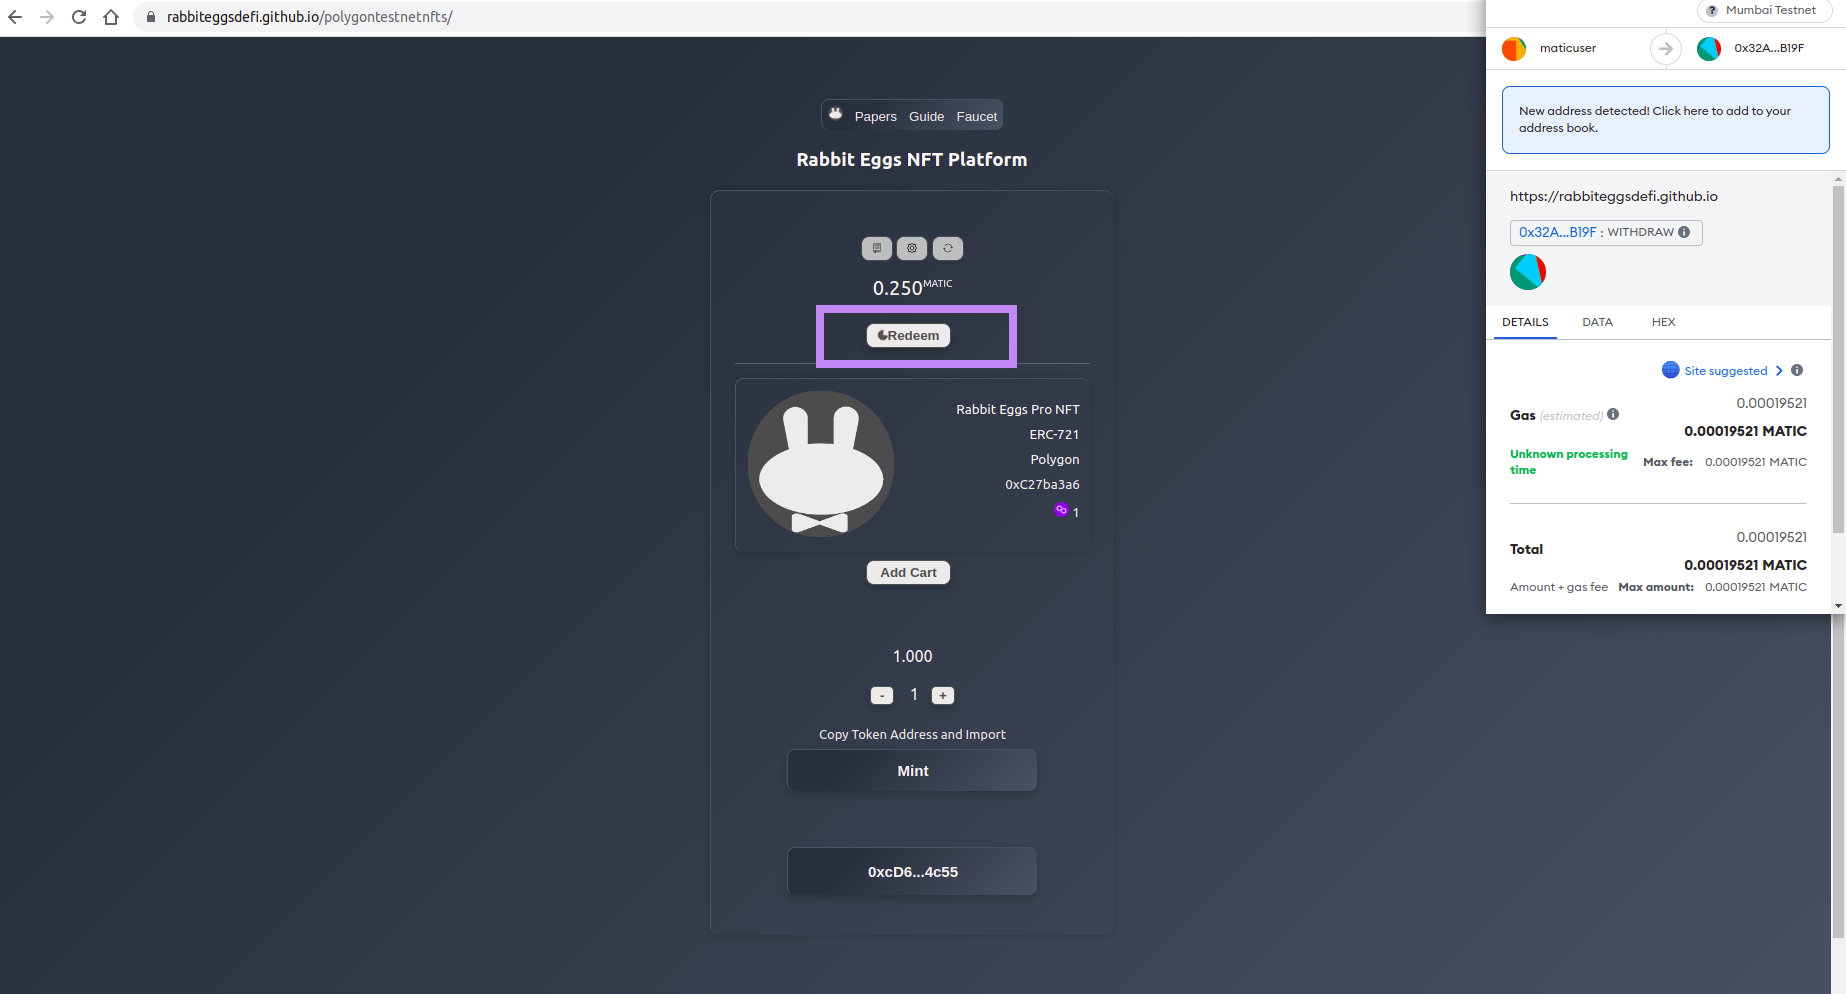 rabbiteggsdefi.github.io/polygontestnetnfts/
Papers Guide Faucet
Rabbit Eggs NFT Platform
0.250 MATIC
Redeem
Rabbit Eggs Pro NFT
ERC-721
Polygon
0xC27ba3a6
1
Add Cart
1.000
- 1 +
Copy Token Address and Import
Mint
0xcD6...4c55
? Mumbai Testnet
maticuser
0x32A...B19F
New address detected! Click here to add to your
address book.
https://rabbiteggsdefi.github.io
0x32A...B19F : WITHDRAW
DETAILS DATA HEX
Site suggested >
0.00019521
Gas (estimated)
0.00019521 MATIC
Unknown processing
time
Max fee: 0.00019521 MATIC
0.00019521
Total
0.00019521 MATIC
Amount + gas fee Max amount: 0.00019521 MATIC